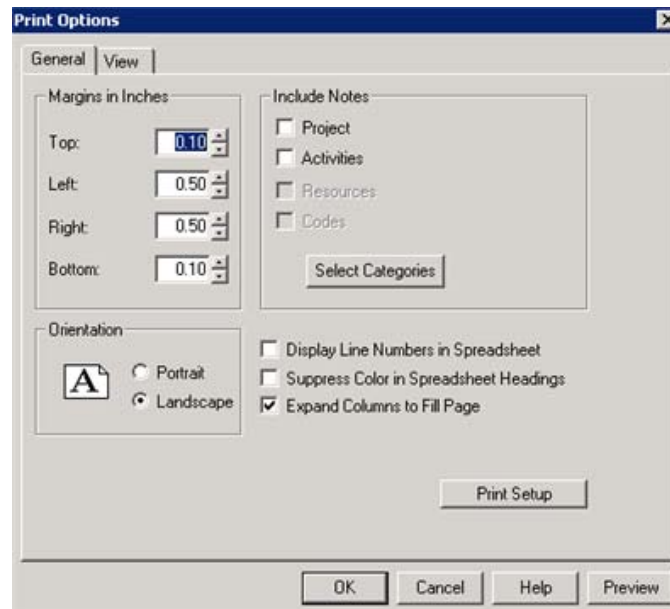 Print Options
General View
Margins in Inches
Top: 0.10
Left: 0.50
Right: 0.50
Bottom: 0.10
Include Notes
Project
Activities
Resources
Codes
Select Categories
Orientation
A
Portrait
Landscape
Display Line Numbers in Spreadsheet
Suppress Color in Spreadsheet Headings
Expand Columns to Fill Page
Print Setup
OK Cancel Help Preview